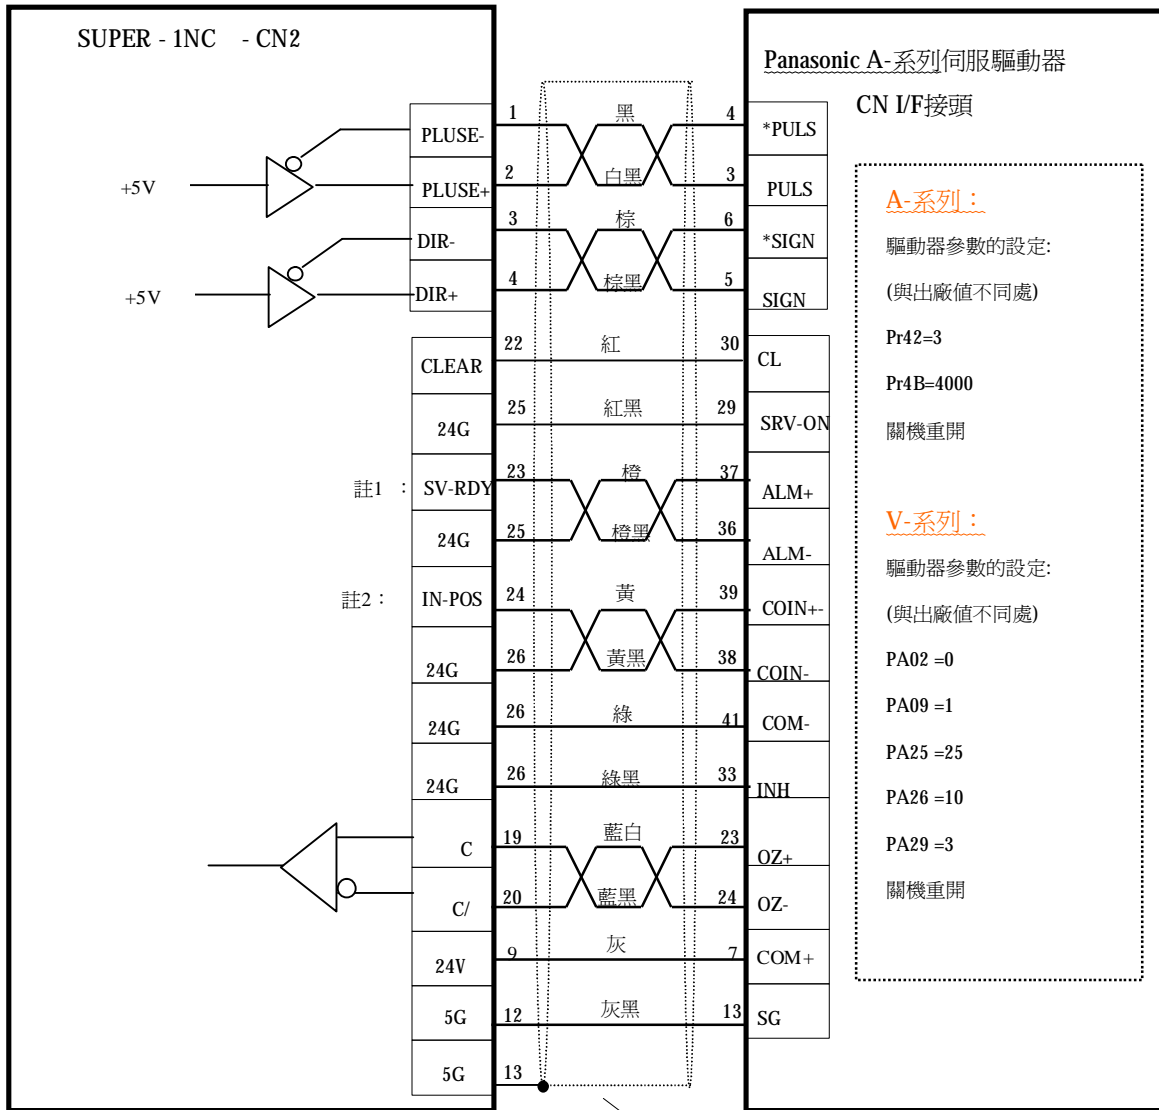 SUPER - 1NC - CN2
Panasonic A-系列伺服驅動器
CN I/F接頭
PLUSE- 1 黑 4 *PULS
+5V PLUSE+ 2 白黑 3 PULS
DIR- 3 棕 6 *SIGN
+5V DIR+ 4 棕黑 5 SIGN
CLEAR 22 紅 30 CL
24G 25 紅黑 29 SRV-ON
註1 : SV-RDY 23 橙 37 ALM+
24G 25 橙黑 36 ALM-
註2： IN-POS 24 黃 39 COIN+-
24G 26 黃黑 38 COIN-
24G 26 綠 41 COM-
24G 26 綠黑 33 INH
C 19 藍白 23 OZ+
C/ 20 藍黑 24 OZ-
24V 9 灰 7 COM+
5G 12 灰黑 13 SG
5G 13
A-系列：
驅動器參數的設定:
(與出廠值不同處)
Pr42=3
Pr4B=4000
關機重開
V-系列：
驅動器參數的設定:
(與出廠值不同處)
PA02 =0
PA09 =1
PA25 =25
PA26 =10
PA29 =3
關機重開